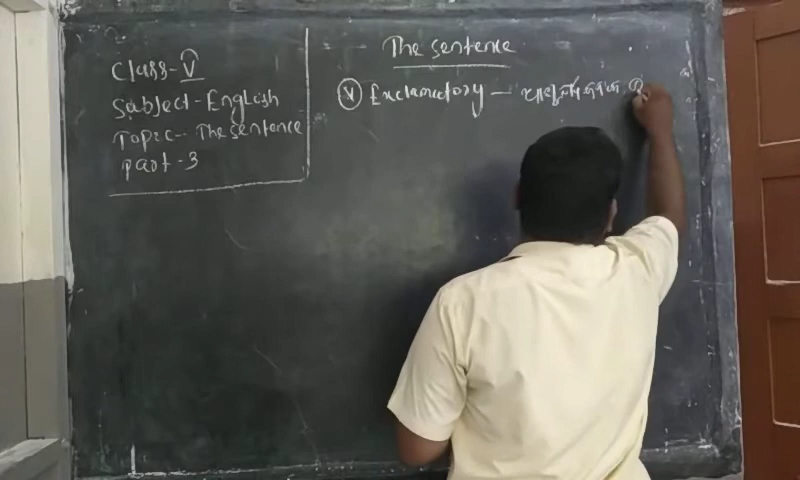 Class-V
Subject-English
Topic-The sentence
Part-3
The sentence
(v) Exclamatory —